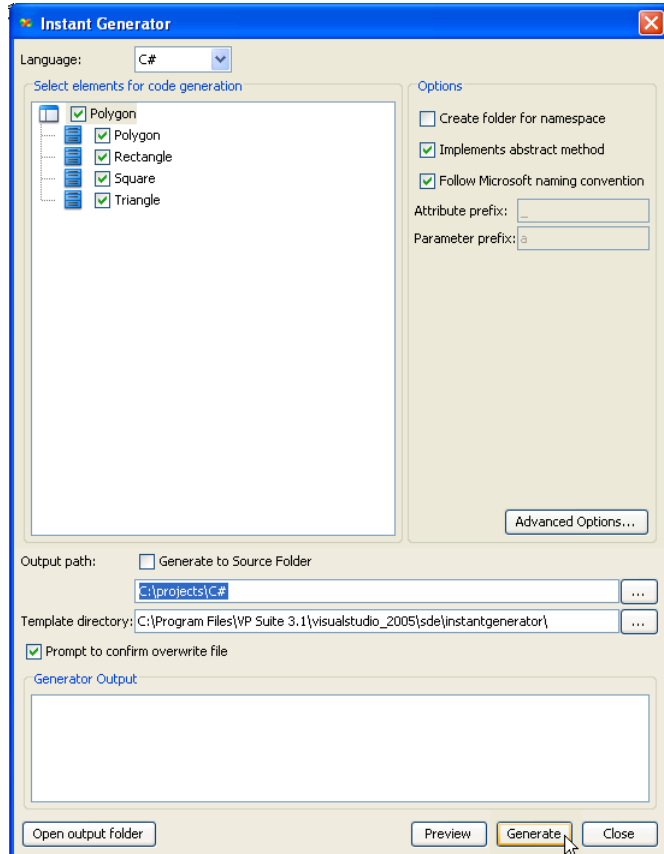 Instant Generator
Language: C#
Select elements for code generation
Options
Polygon
Polygon
Rectangle
Square
Triangle
Create folder for namespace
Implements abstract method
Follow Microsoft naming convention
Attribute prefix: _
Parameter prefix: a
Advanced Options...
Output path: Generate to Source Folder
C:\projects\C# ...
Template directory: C:\Program Files\VP Suite 3.1\visualstudio_2005\sde\instantgenerator\ ...
Prompt to confirm overwrite file
Generator Output
Open output folder Preview Generate Close